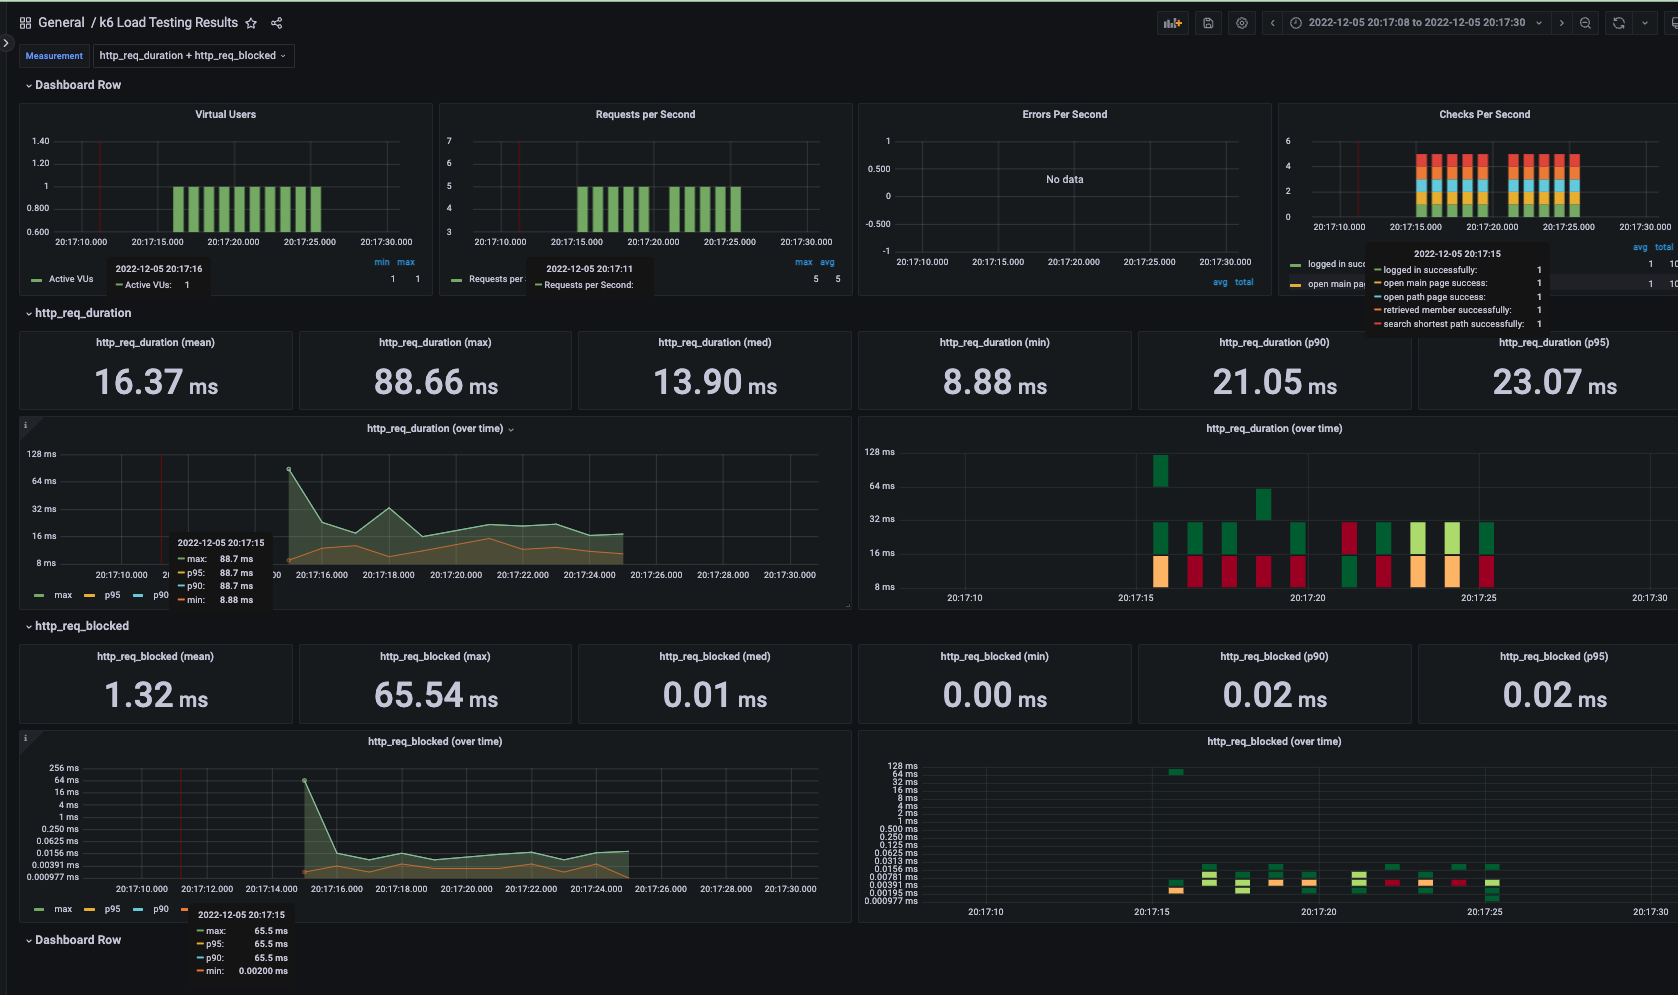 General / k6 Load Testing Results
2022-12-05 20:17:08 to 2022-12-05 20:17:30
Measurement http_req_duration + http_req_blocked
Dashboard Row
Virtual Users
1.40
1.20
1
0.800
0.600
20:17:10.000 20:17:15.000 20:17:20.000 20:17:25.000 20:17:30.000
min max
Active VUs 1 1
2022-12-05 20:17:16
Active VUs: 1
Requests per Second
7
6
5
4
3
20:17:10.000 20:17:15.000 20:17:20.000 20:17:25.000 20:17:30.000
max avg
Requests per 5 5
2022-12-05 20:17:11
Requests per Second:
Errors Per Second
1
0.500
0
-0.500
-1
No data
20:17:10.000 20:17:15.000 20:17:20.000 20:17:25.000 20:17:30.000
avg total
Checks Per Second
6
4
2
0
20:17:10.000 20:17:15.000 20:17:20.000 20:17:25.000 20:17:30.000
avg total
logged in succ 1 10
open main pag 1 10
2022-12-05 20:17:15
logged in successfully: 1
open main page success: 1
open path page success: 1
retrieved member successfully: 1
search shortest path successfully: 1
http_req_duration
http_req_duration (mean)
16.37 ms
http_req_duration (max)
88.66 ms
http_req_duration (med)
13.90 ms
http_req_duration (min)
8.88 ms
http_req_duration (p90)
21.05 ms
http_req_duration (p95)
23.07 ms
http_req_duration (over time)
128 ms
64 ms
32 ms
16 ms
8 ms
20:17:10.000 00 20:17:16.000 20:17:18.000 20:17:20.000 20:17:22.000 20:17:24.000 20:17:26.000 20:17:28.000 20:17:30.000
max p95 p90
2022-12-05 20:17:15
max: 88.7 ms
p95: 88.7 ms
p90: 88.7 ms
min: 8.88 ms
http_req_duration (over time)
128 ms
64 ms
32 ms
16 ms
8 ms
20:17:10 20:17:15 20:17:20 20:17:25 20:17:30
http_req_blocked
http_req_blocked (mean)
1.32 ms
http_req_blocked (max)
65.54 ms
http_req_blocked (med)
0.01 ms
http_req_blocked (min)
0.00 ms
http_req_blocked (p90)
0.02 ms
http_req_blocked (p95)
0.02 ms
http_req_blocked (over time)
256 ms
64 ms
16 ms
4 ms
1 ms
0.250 ms
0.0625 ms
0.0156 ms
0.00391 ms
0.000977 ms
20:17:10.000 20:17:12.000 20:17:14.000 20:17:16.000 20:17:18.000 20:17:20.000 20:17:22.000 20:17:24.000 20:17:26.000 20:17:28.000 20:17:30.000
max p95 p90
2022-12-05 20:17:15
max: 65.5 ms
p95: 65.5 ms
p90: 65.5 ms
min: 0.00200 ms
http_req_blocked (over time)
128 ms
64 ms
32 ms
16 ms
8 ms
4 ms
2 ms
1 ms
0.500 ms
0.250 ms
0.125 ms
0.0625 ms
0.0313 ms
0.0156 ms
0.00781 ms
0.00391 ms
0.00195 ms
0.000977 ms
20:17:10 20:17:15 20:17:20 20:17:25 20:17:30
Dashboard Row